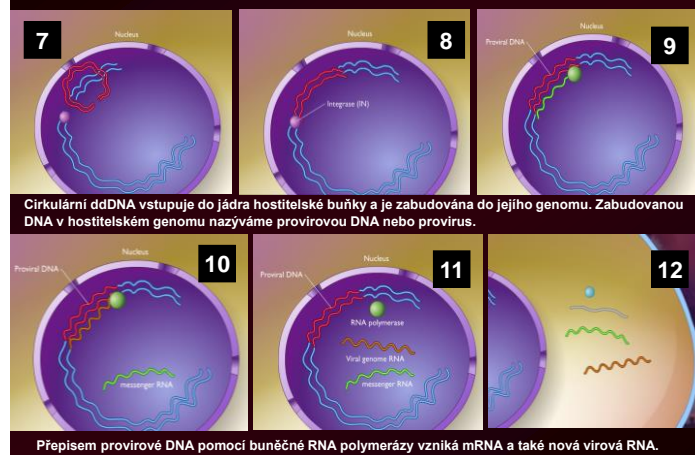 7
Nucleus
8
Nucleus
Integrase (IN)
9
Nucleus
Proviral DNA
Cirkulární ddDNA vstupuje do jádra hostitelské buňky a je zabudována do jejího genomu. Zabudovanou
DNA v hostitelském genomu nazýváme provirovou DNA nebo provirus.
10
Nucleus
Proviral DNA
messenger RNA
11
Nucleus
Proviral DNA
RNA polymerase
Viral genome RNA
messenger RNA
12
Přepisem provirové DNA pomocí buněčné RNA polymerázy vzniká mRNA a také nová virová RNA.